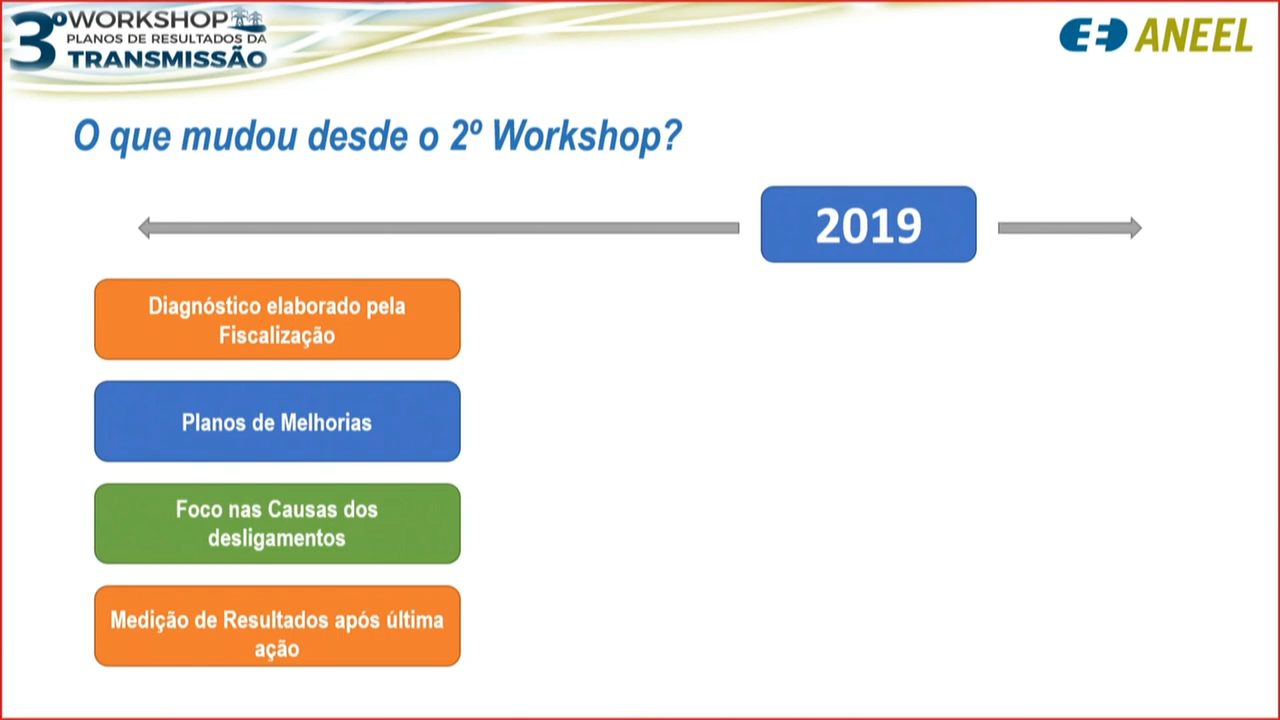 3º WORKSHOP
PLANOS DE RESULTADOS DA
TRANSMISSÃO
ANEEL
O que mudou desde o 2º Workshop?
2019
Diagnóstico elaborado pela
Fiscalização
Planos de Melhorias
Foco nas Causas dos
desligamentos
Medição de Resultados após última
ação